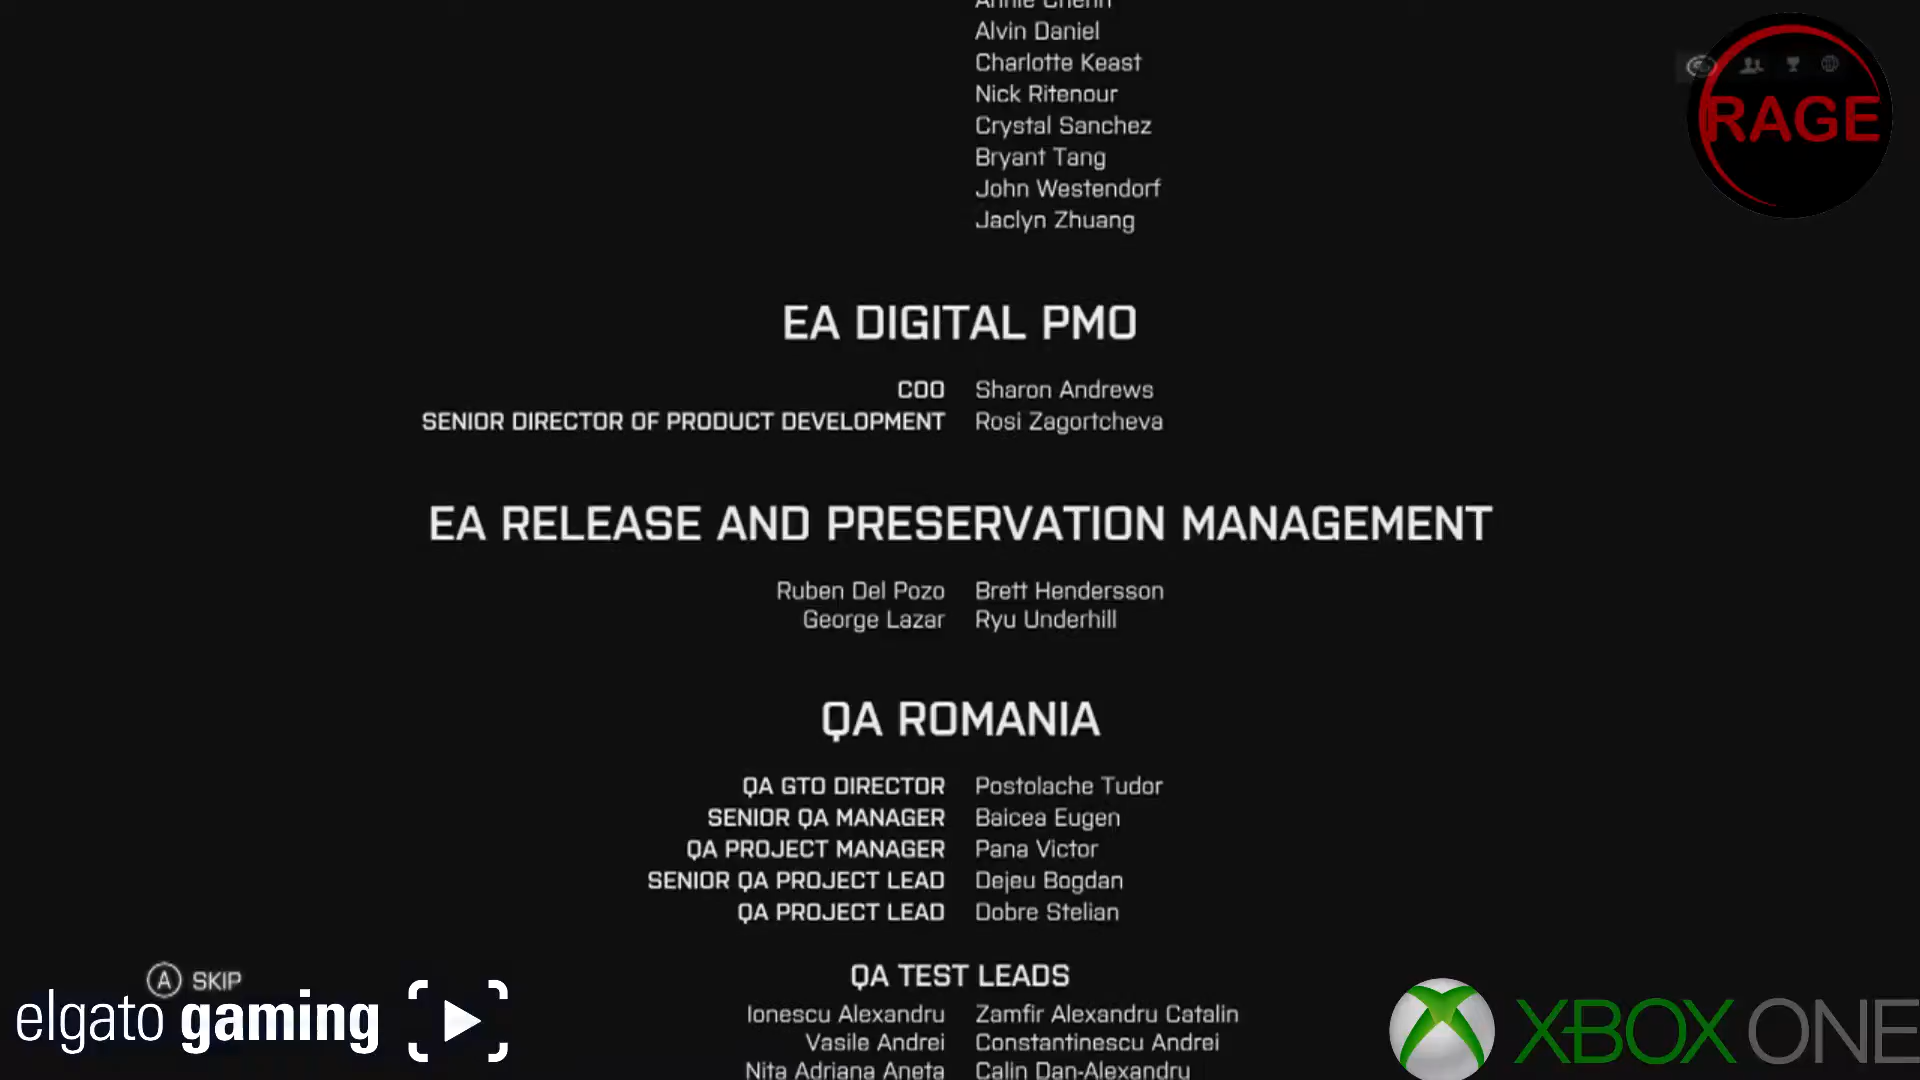 Alvin Daniel
Charlotte Keast
Nick Ritenour
Crystal Sanchez
Bryant Tang
John Westendorf
Jaclyn Zhuang
RAGE
EA DIGITAL PMO
COO Sharon Andrews
SENIOR DIRECTOR OF PRODUCT DEVELOPMENT Rosi Zagortcheva
EA RELEASE AND PRESERVATION MANAGEMENT
Ruben Del Pozo Brett Hendersson
George Lazar Ryu Underhill
QA ROMANIA
QA GTO DIRECTOR Postolache Tudor
SENIOR QA MANAGER Baicea Eugen
QA PROJECT MANAGER Pana Victor
SENIOR QA PROJECT LEAD Dejeu Bogdan
QA PROJECT LEAD Dobre Stelian
QA TEST LEADS
Ionescu Alexandru Zamfir Alexandru Catalin
Vasile Andrei Constantinescu Andrei
Nita Adriana Aneta Calin Dan-Alexandru
A SKIP
elgato gaming
XBOX ONE